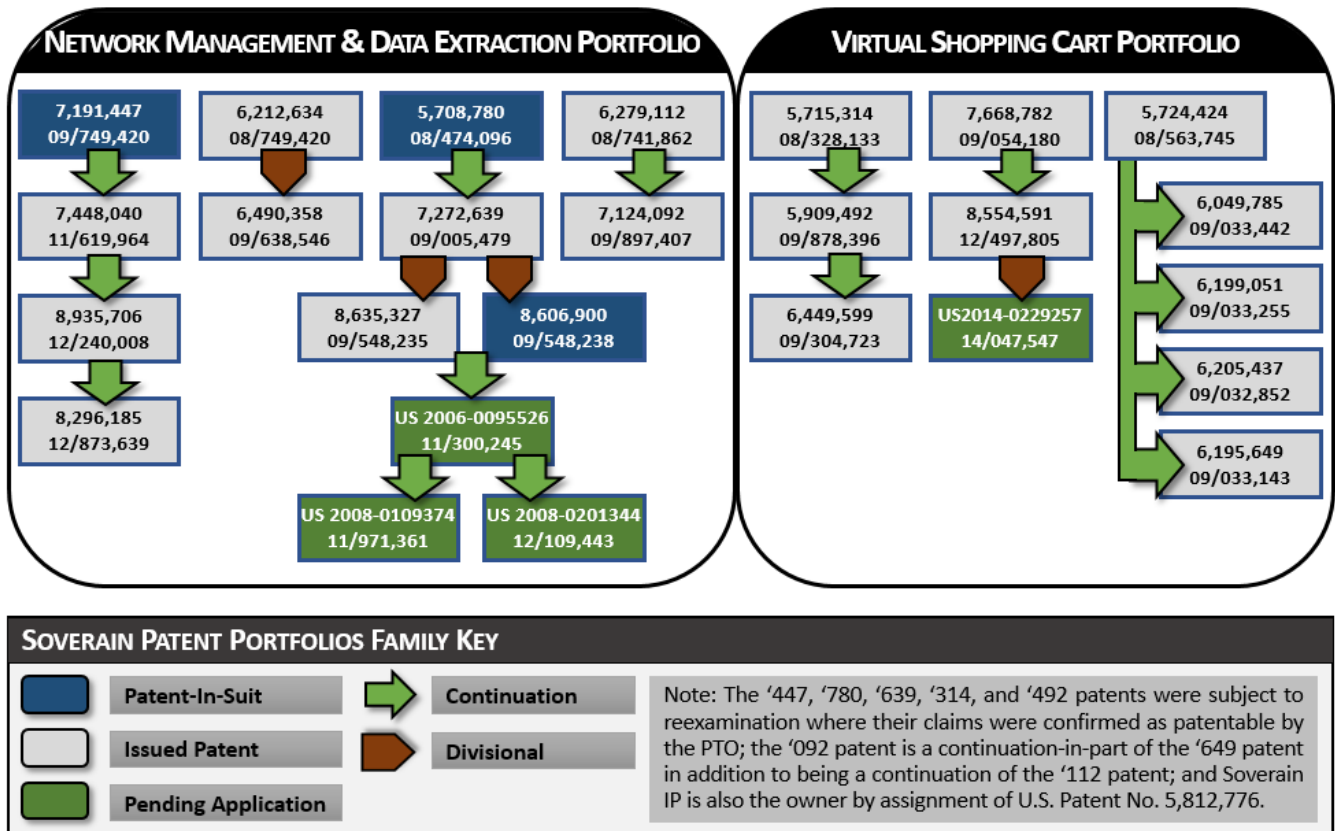 NETWORK MANAGEMENT & DATA EXTRACTION PORTFOLIO
7,191,447
09/749,420
6,212,634
08/749,420
5,708,780
08/474,096
6,279,112
08/741,862
7,448,040
11/619,964
6,490,358
09/638,546
7,272,639
09/005,479
7,124,092
09/897,407
8,935,706
12/240,008
8,635,327
09/548,235
8,606,900
09/548,238
8,296,185
12/873,639
US 2006-0095526
11/300,245
US 2008-0109374
11/971,361
US 2008-0201344
12/109,443
VIRTUAL SHOPPING CART PORTFOLIO
5,715,314
08/328,133
7,668,782
09/054,180
5,724,424
08/563,745
5,909,492
09/878,396
8,554,591
12/497,805
6,049,785
09/033,442
6,449,599
09/304,723
US2014-0229257
14/047,547
6,199,051
09/033,255
6,205,437
09/032,852
6,195,649
09/033,143
SOVERAIN PATENT PORTFOLIOS FAMILY KEY
Patent-In-Suit
Issued Patent
Pending Application
Continuation
Divisional
Note: The ‘447, ‘780, ‘639, ‘314, and ‘492 patents were subject to
reexamination where their claims were confirmed as patentable by
the PTO; the ‘092 patent is a continuation-in-part of the ‘649 patent
in addition to being a continuation of the ‘112 patent; and Soverain
IP is also the owner by assignment of U.S. Patent No. 5,812,776.